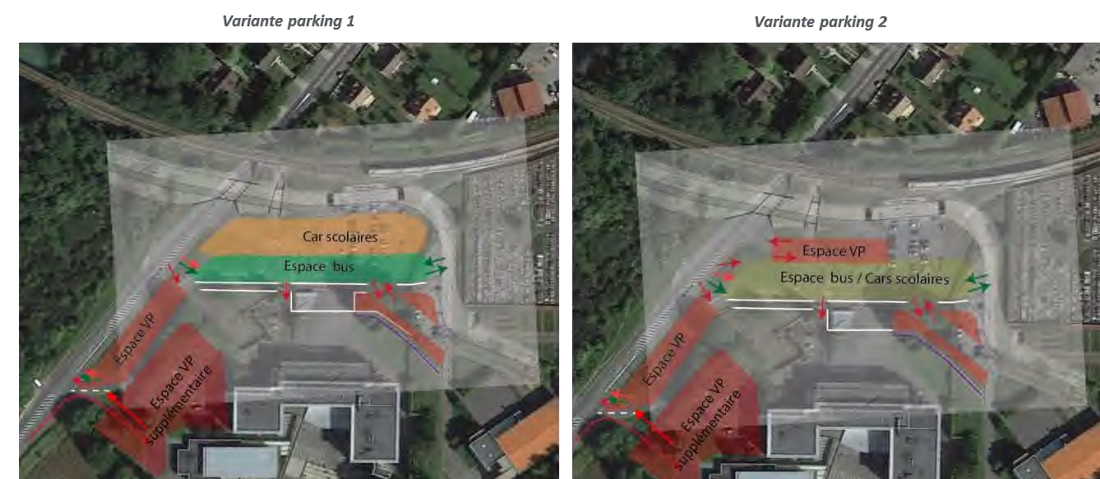 Variante parking 1
Variante parking 2
Car scolaires
Espace bus
Espace VP
Espace VP
supplémentaire
Espace VP
Espace bus / Cars scolaires
Espace VP
Espace VP
supplémentaire